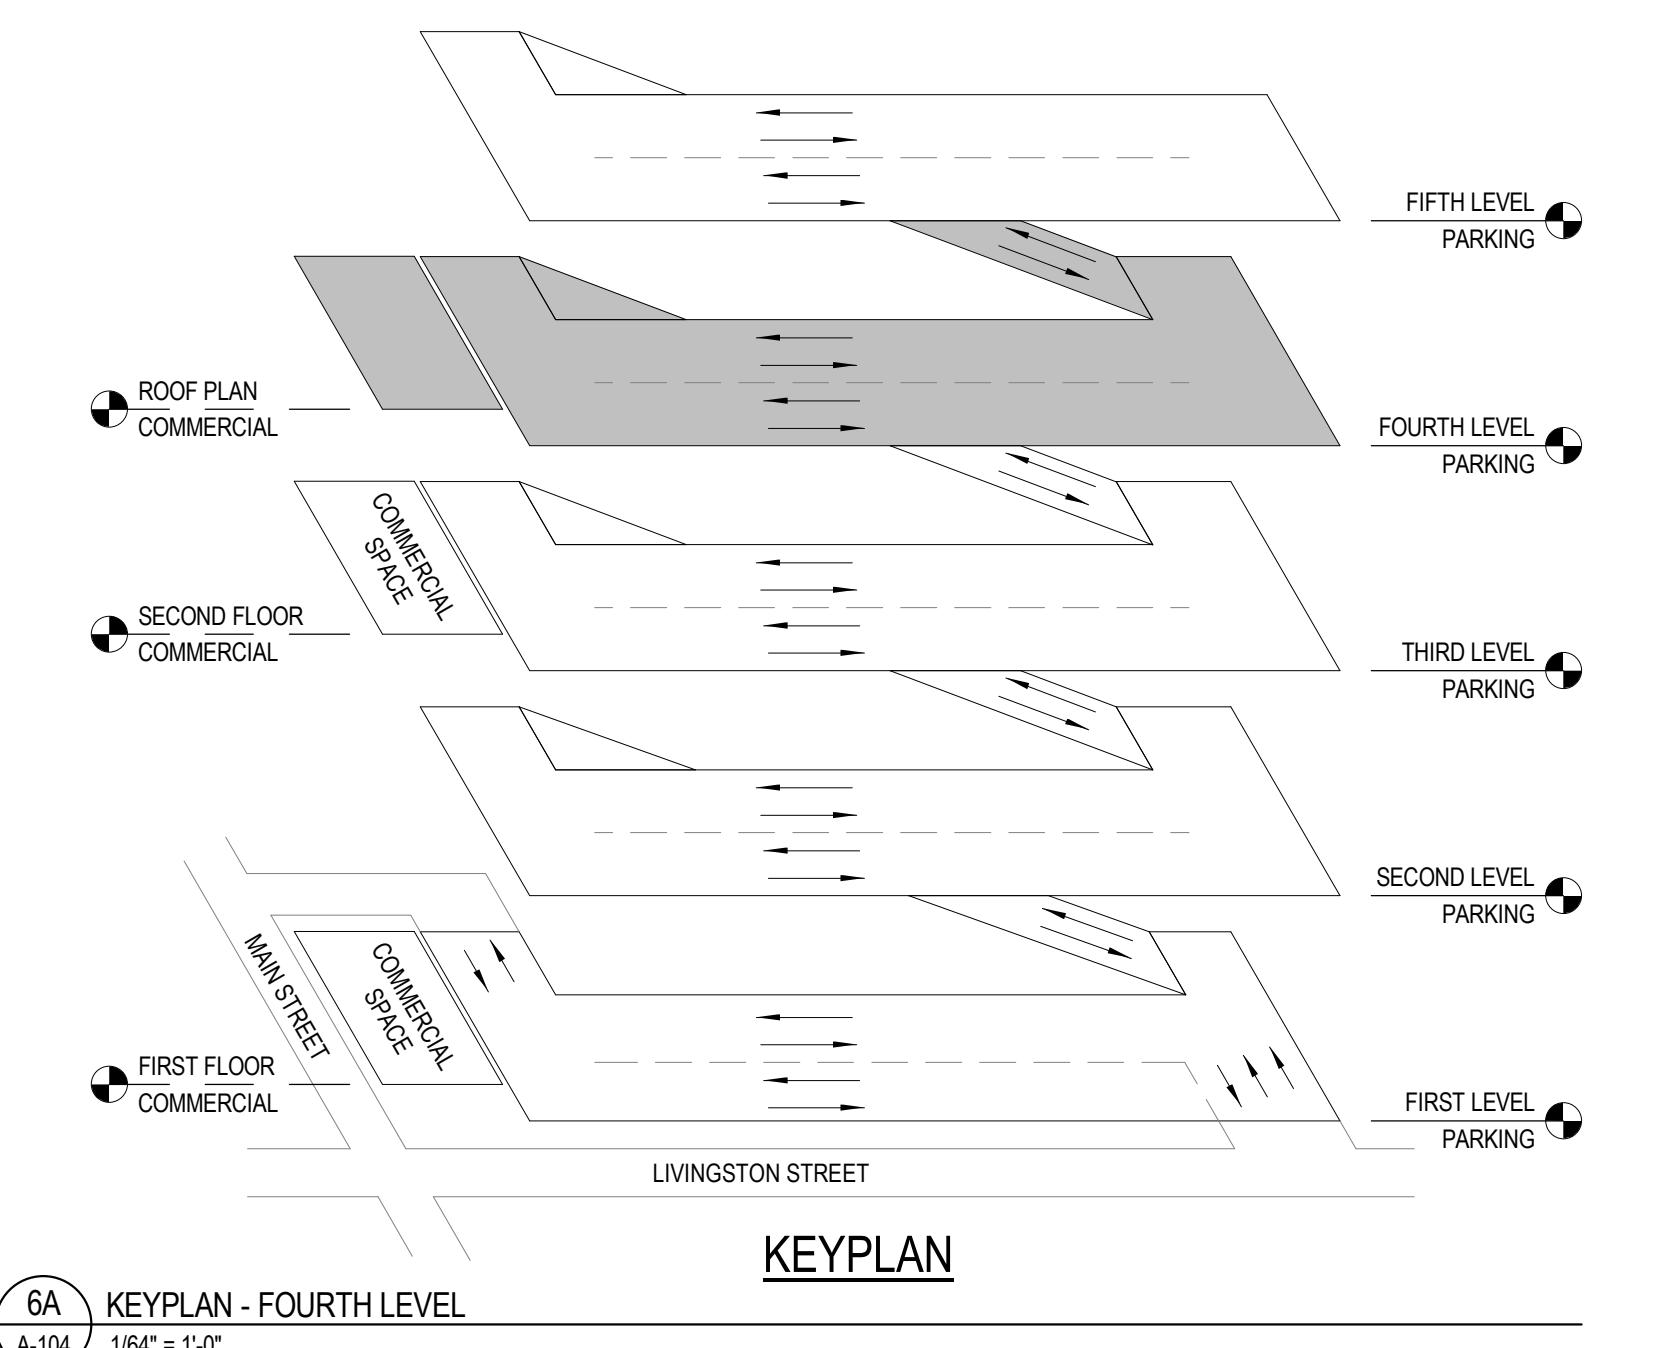 FIFTH LEVEL
PARKING
ROOF PLAN
COMMERCIAL
FOURTH LEVEL
PARKING
COMMERCIAL
SPACE
SECOND FLOOR
COMMERCIAL
THIRD LEVEL
PARKING
SECOND LEVEL
PARKING
MAIN STREET
COMMERCIAL
SPACE
FIRST FLOOR
COMMERCIAL
FIRST LEVEL
PARKING
LIVINGSTON STREET
KEYPLAN
6A
KEYPLAN - FOURTH LEVEL
A-104
1/64" = 1'-0"